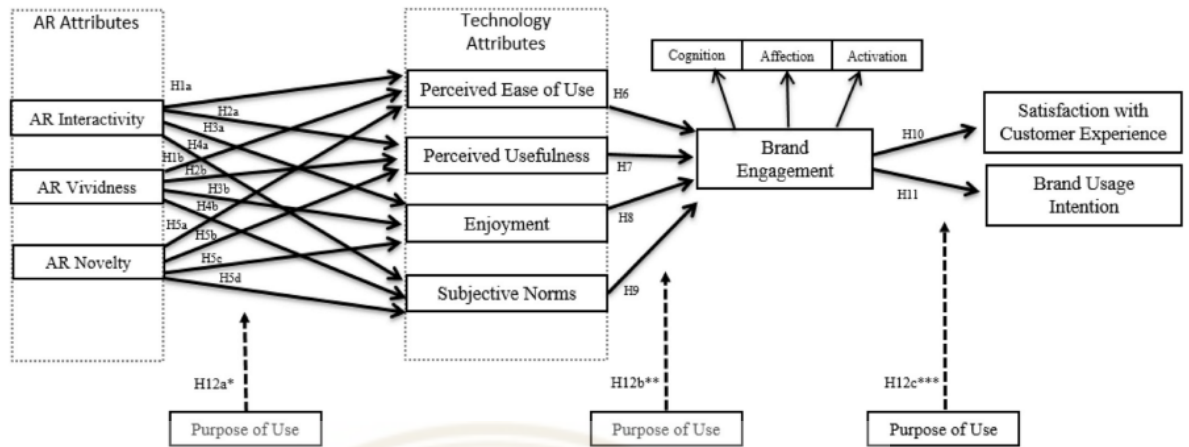 AR Attributes
Technology
Attributes
Cognition
Affection
Activation
H1a
H2a
H3a
H4a
H1b
H2b
H3b
H4b
H5a
H5b
H5c
H5d
AR Interactivity
AR Vividness
AR Novelty
Perceived Ease of Use
Perceived Usefulness
Enjoyment
Subjective Norms
H6
H7
H8
H9
Brand
Engagement
H10
H11
Satisfaction with
Customer Experience
Brand Usage
Intention
H12a*
H12b**
H12c***
Purpose of Use
Purpose of Use
Purpose of Use